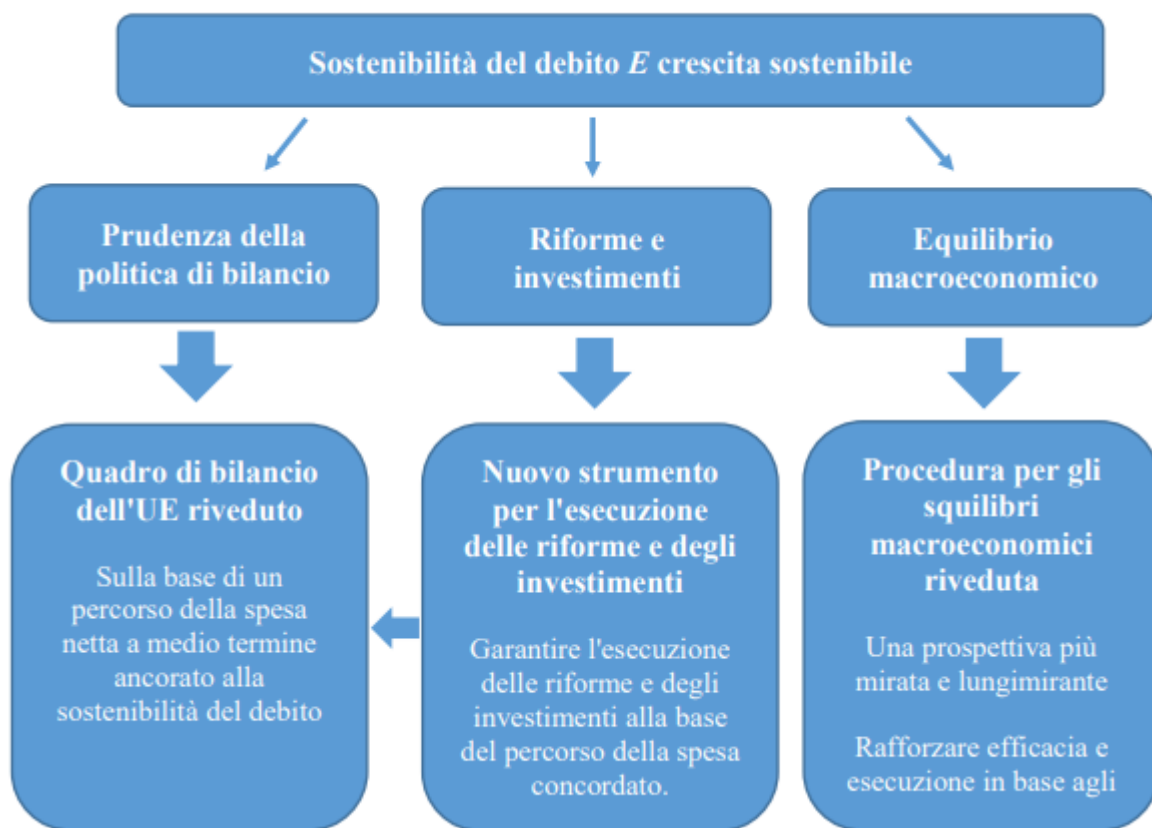 Sostenibilità del debito E crescita sostenibile
Prudenza della
politica di bilancio
Riforme e
investimenti
Equilibrio
macroeconomico
Quadro di bilancio
dell'UE riveduto
Sulla base di un
percorso della spesa
netta a medio termine
ancorato alla
sostenibilità del debito
Nuovo strumento
per l'esecuzione
delle riforme e degli
investimenti
Garantire l'esecuzione
delle riforme e degli
investimenti alla base
del percorso della spesa
concordato.
Procedura per gli
squilibri
macroeconomici
riveduta
Una prospettiva più
mirata e lungimirante
Rafforzare efficacia e
esecuzione in base agli